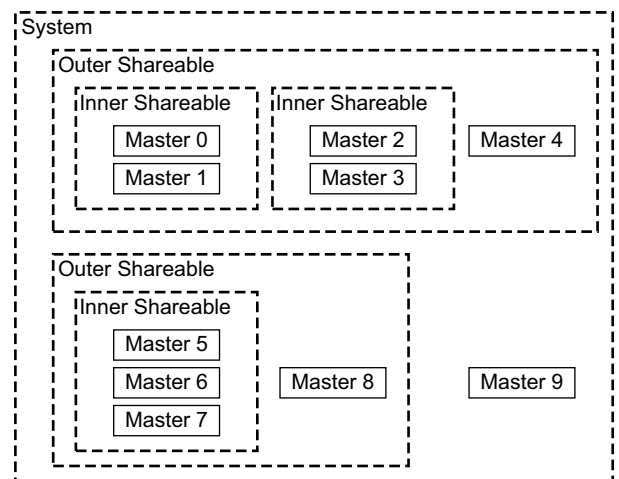 System
Outer Shareable
Inner Shareable
Inner Shareable
Master 0
Master 2
Master 4
Master 1
Master 3
Outer Shareable
Inner Shareable
Master 5
Master 6
Master 8
Master 9
Master 7